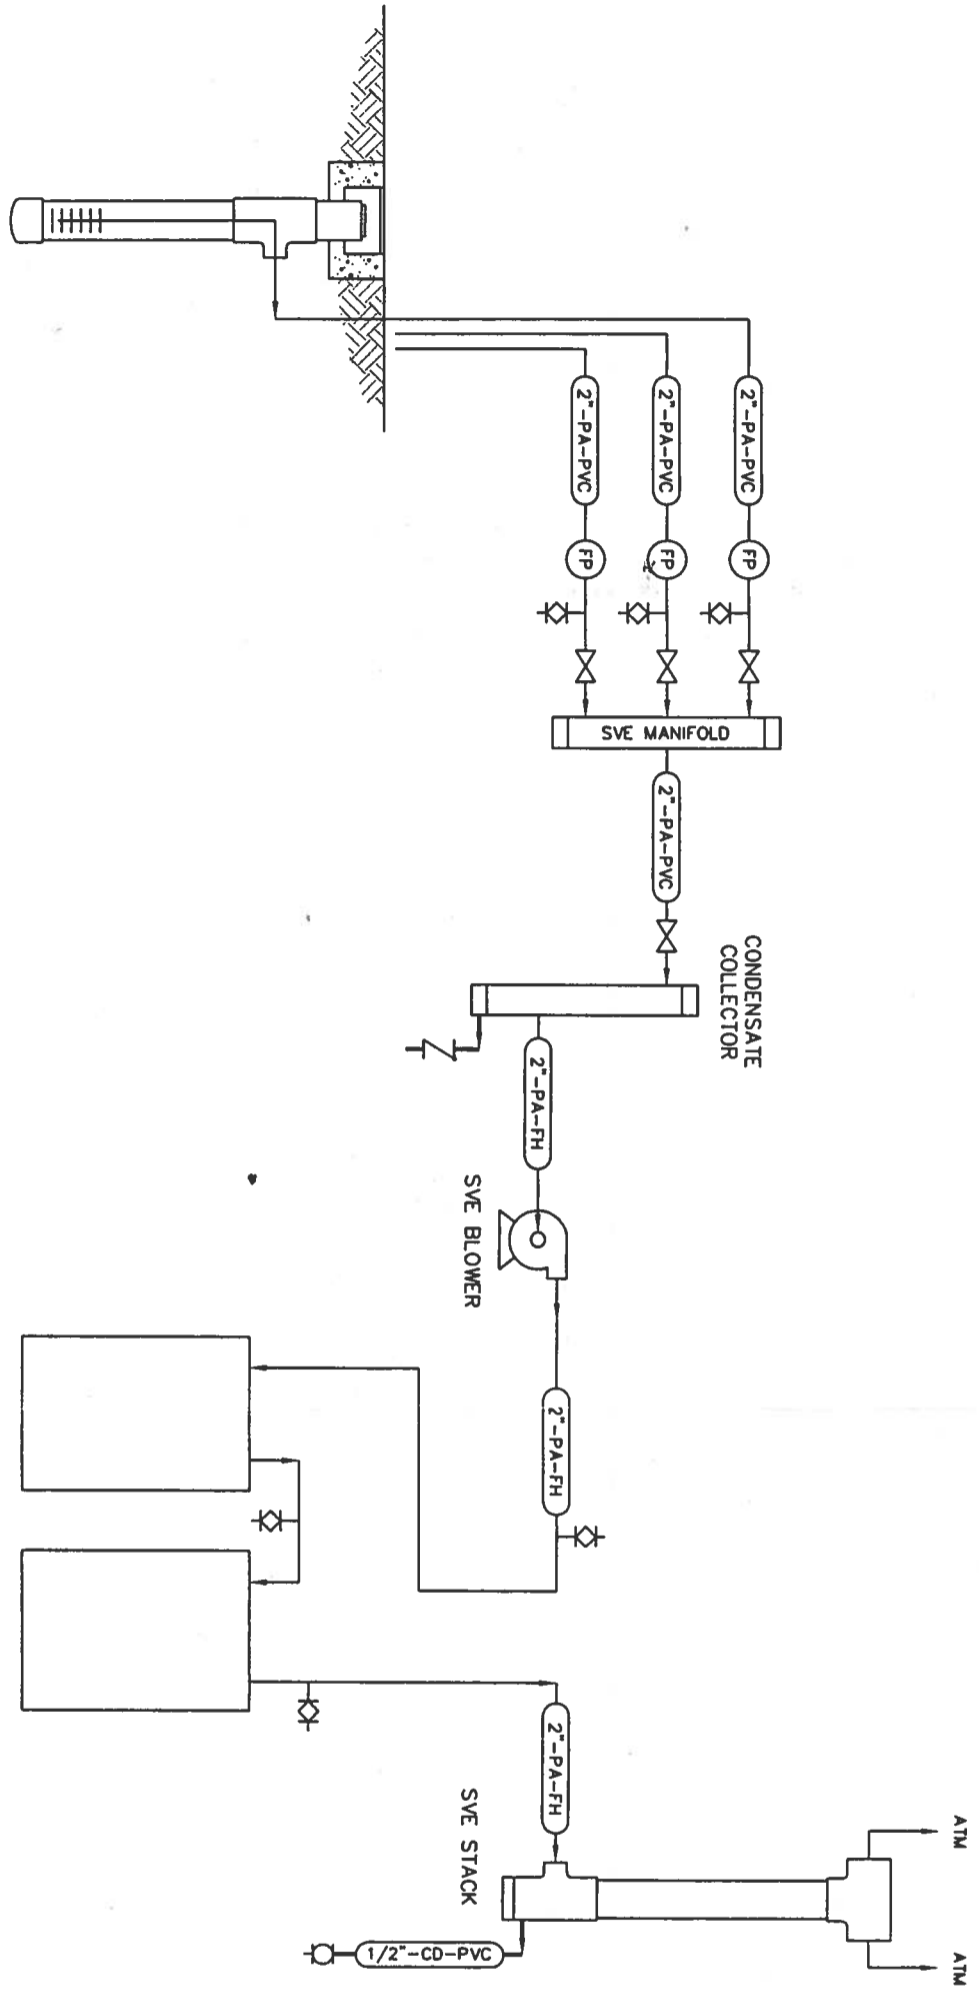 2"-PA-PVC
2"-PA-PVC
2"-PA-PVC
FP
FP
FP
SVE MANIFOLD
2"-PA-PVC
CONDENSATE
COLLECTOR
2"-PA-FH
SVE BLOWER
2"-PA-FH
2"-PA-FH
SVE STACK
1/2"-CD-PVC
ATM
ATM